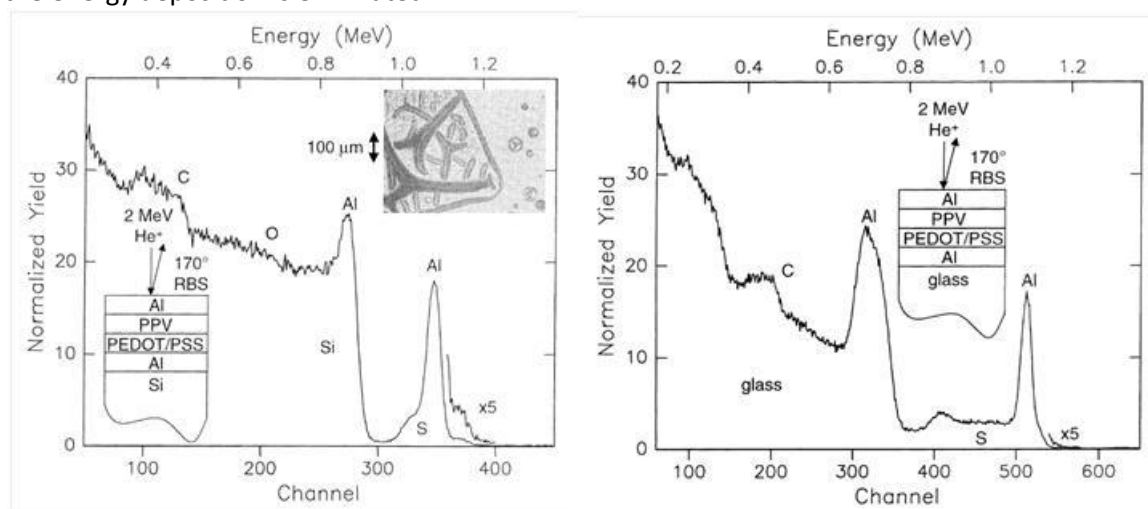 Energy (MeV)
0.4 0.6 0.8 1.0 1.2
40
30
20
10
0
Normalized Yield
C
O
Al
Al
Si
S
x5
100 μm
2 MeV
He⁺
170°
RBS
Al
PPV
PEDOT/PSS
Al
Si
100 200 300 400
Channel
Energy (MeV)
0.2 0.4 0.6 0.8 1.0 1.2
40
30
20
10
0
Normalized Yield
C
Al
Al
glass
S
x5
2 MeV
He⁺
170°
RBS
Al
PPV
PEDOT/PSS
Al
glass
100 200 300 400 500 600
Channel